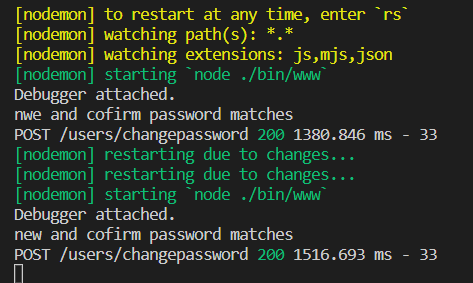 [nodemon] to restart at any time, enter `rs`
[nodemon] watching path(s): *.*
[nodemon] watching extensions: js,mjs,json
[nodemon] starting `node ./bin/www`
Debugger attached.
nwe and cofirm password matches
POST /users/changepassword 200 1380.846 ms - 33
[nodemon] restarting due to changes...
[nodemon] restarting due to changes...
[nodemon] starting `node ./bin/www`
Debugger attached.
new and cofirm password matches
POST /users/changepassword 200 1516.693 ms - 33